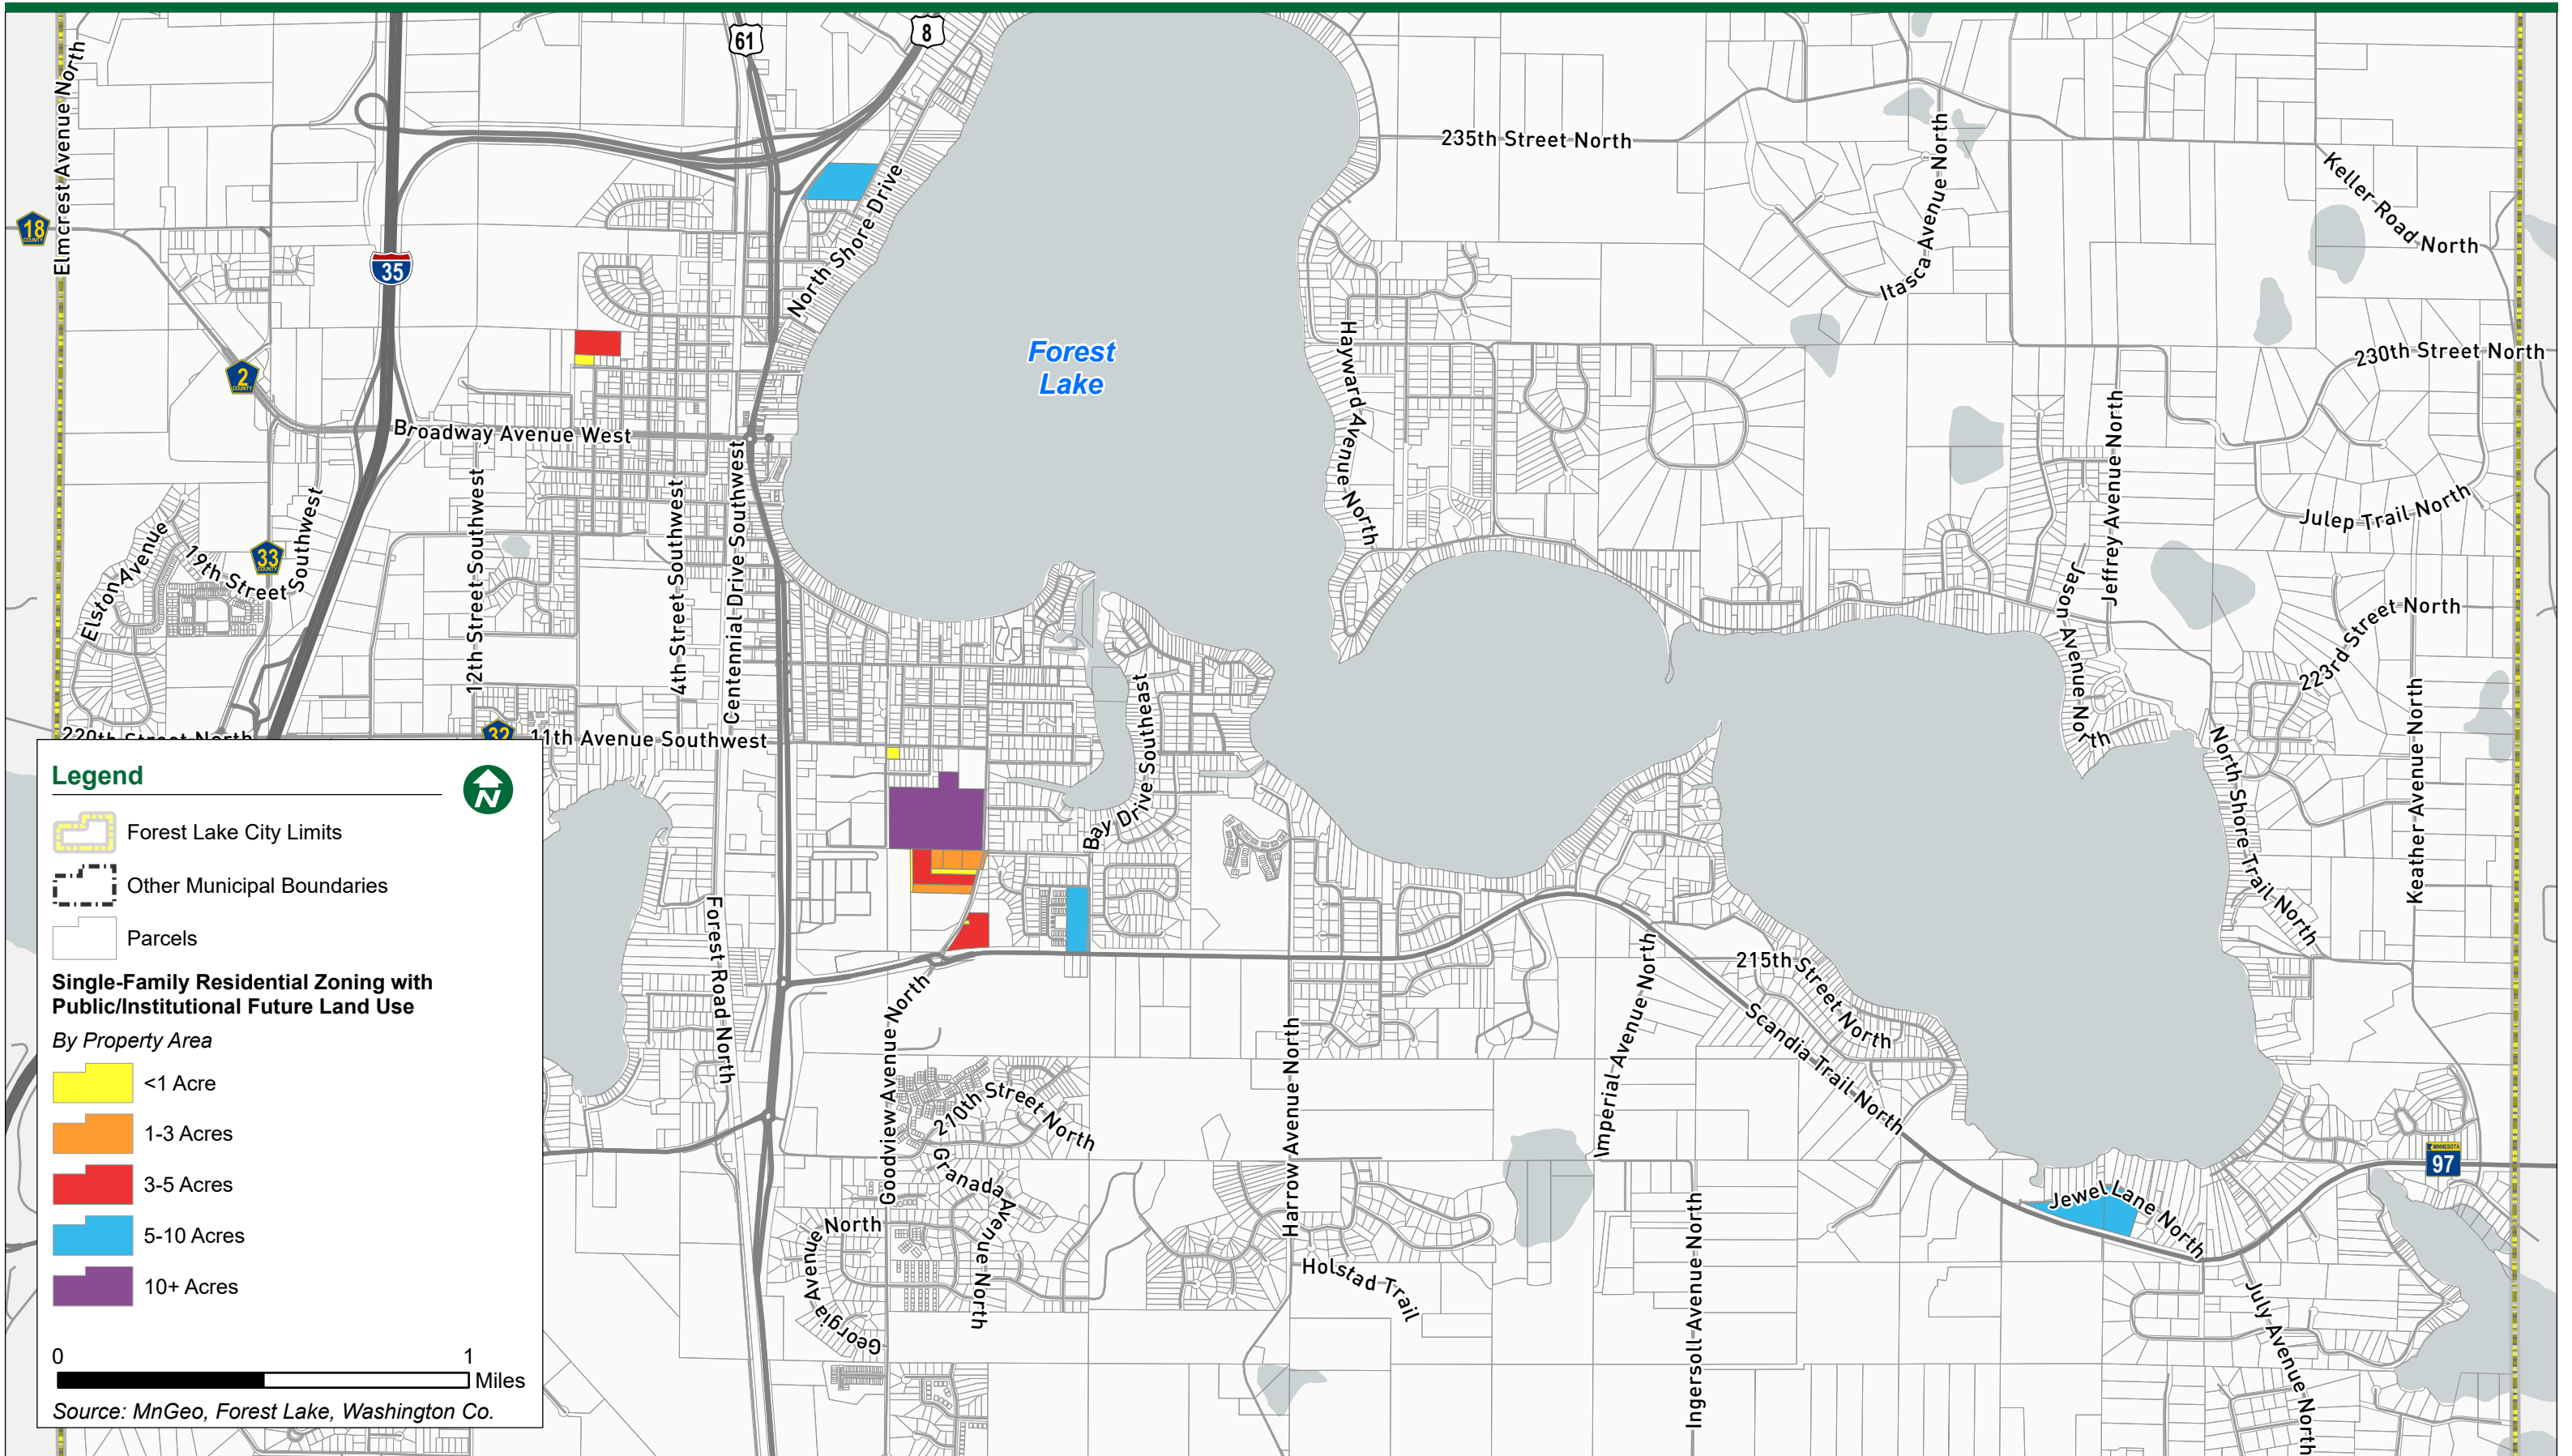 61
8
Elmcrest Avenue North
235th Street North
Itasca Avenue North
Keller Road North
18
COUNTY
35
North Shore Drive
Forest
Lake
Hayward Avenue North
230th Street North
2
COUNTY
Broadway Avenue West
Jeffrey Avenue North
Julep Trail North
12th Street Southwest
4th Street Southwest
Centennial Drive Southwest
Elston Avenue
19th Street Southwest
33
COUNTY
Jason Avenue North
223rd Street North
220th Street North
32
11th Avenue Southwest
Bay Drive Southeast
North Shore Trail North
Keather Avenue North
Forest Road North
215th Street North
Scandia Trail North
Imperial Avenue North
Goodview Avenue North
210th Street North
Granada Avenue North
Harrow Avenue North
MINNESOTA
97
Jewel Lane North
Georgia Avenue North
Holstad Trail
Ingersoll Avenue North
July Avenue North
Legend
N
Forest Lake City Limits
Other Municipal Boundaries
Parcels
Single-Family Residential Zoning with
Public/Institutional Future Land Use
By Property Area
<1 Acre
1-3 Acres
3-5 Acres
5-10 Acres
10+ Acres
0 1
Miles
Source: MnGeo, Forest Lake, Washington Co.